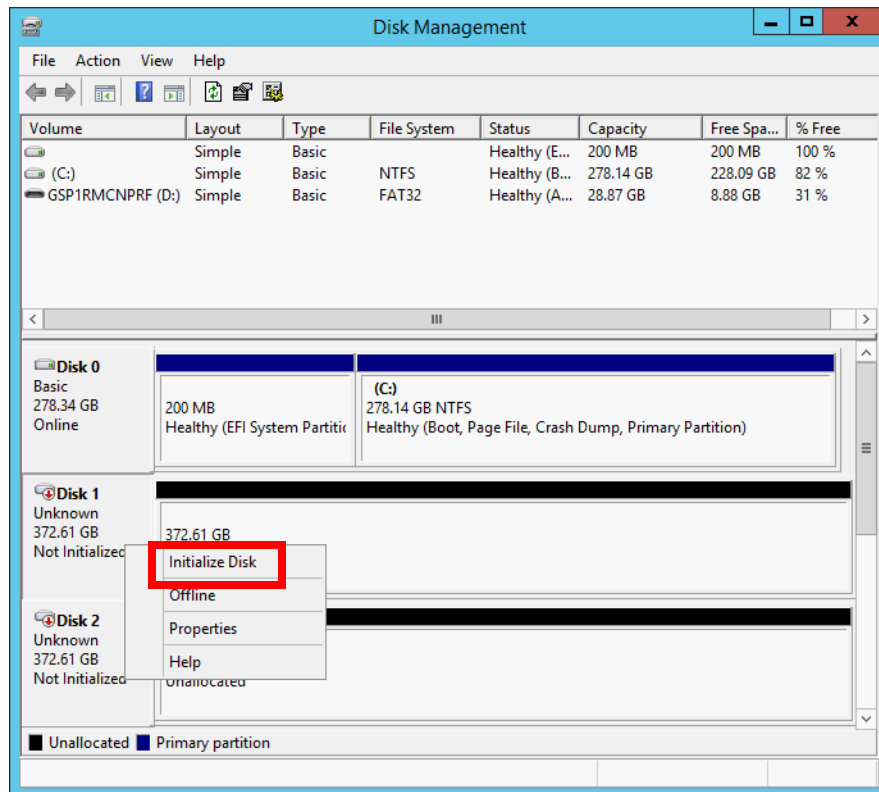 Disk Management
File Action View Help
Volume Layout Type File System Status Capacity Free Spa... % Free
Simple Basic Healthy (E... 200 MB 200 MB 100 %
(C:) Simple Basic NTFS Healthy (B... 278.14 GB 228.09 GB 82 %
GSP1RMCNPRF (D:) Simple Basic FAT32 Healthy (A... 28.87 GB 8.88 GB 31 %
Disk 0
Basic
278.34 GB
Online
200 MB
Healthy (EFI System Partitic
(C:)
278.14 GB NTFS
Healthy (Boot, Page File, Crash Dump, Primary Partition)
Disk 1
Unknown
372.61 GB
Not Initialized
372.61 GB
Initialize Disk
Offline
Properties
Help
Disk 2
Unknown
372.61 GB
Not Initialized
Unallocated
Unallocated Primary partition